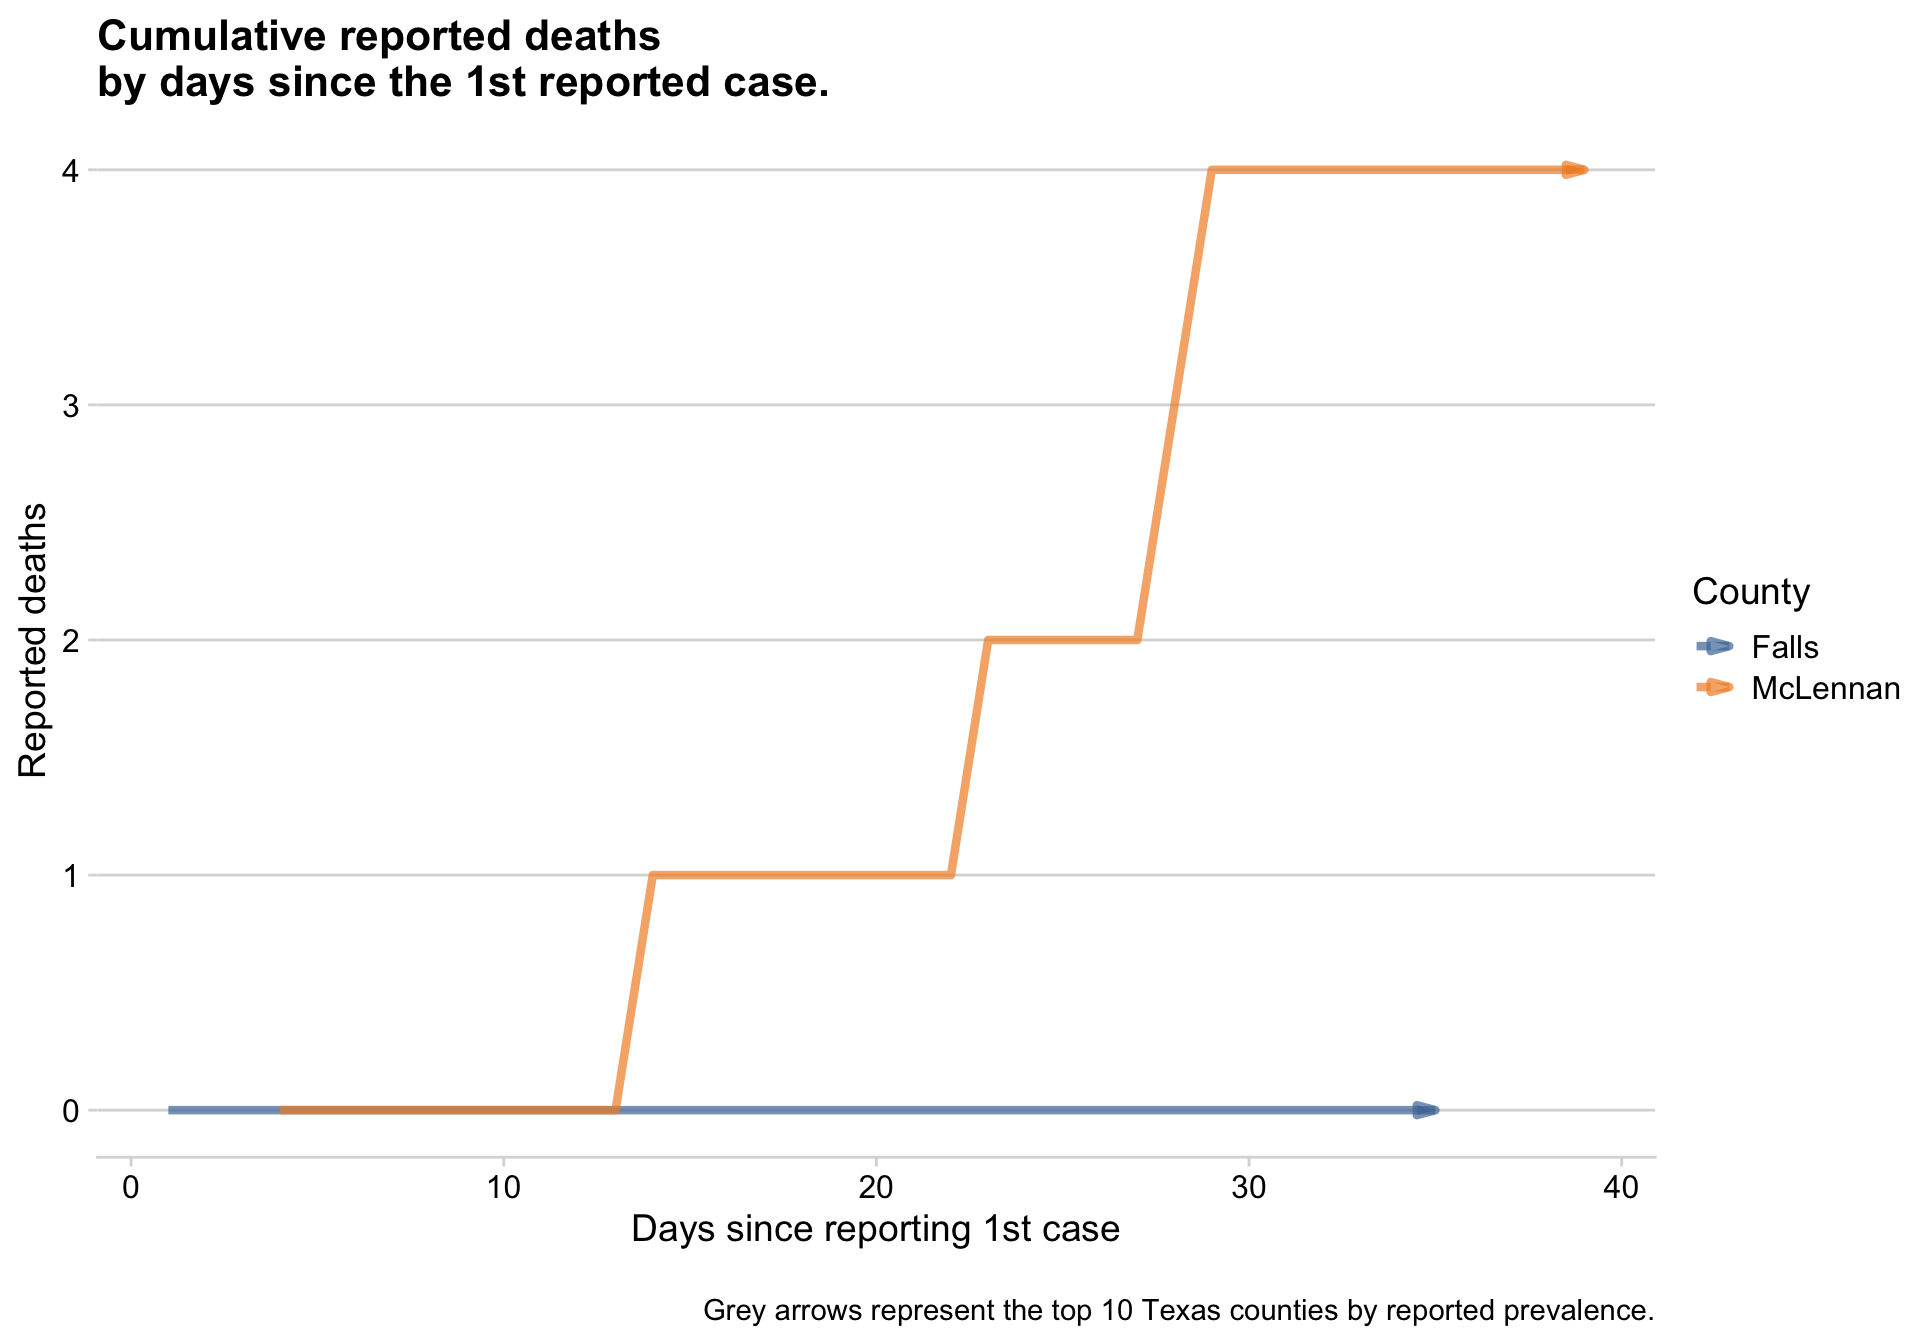 Cumulative reported deaths
by days since the 1st reported case.
4
3
2
1
0
Reported deaths
0 10 20 30 40
Days since reporting 1st case
County
Falls
McLennan
Grey arrows represent the top 10 Texas counties by reported prevalence.